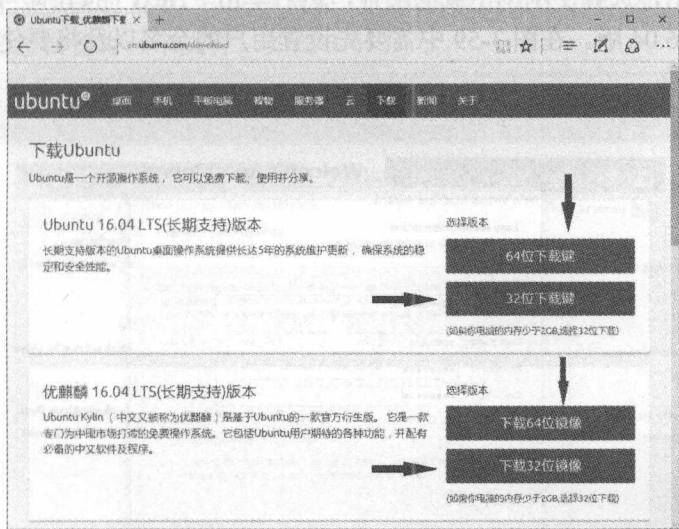 Ubuntu下载_优麒麟下载
cn.ubuntu.com/download
ubuntu® 桌面 手机 平板电脑 物物 服务器 云 下载 新闻 关于
下载Ubuntu
Ubuntu是一个开源操作系统，它可以免费下载、使用并分享。
Ubuntu 16.04 LTS(长期支持)版本
长期支持版本的Ubuntu桌面操作系统提供长达5年的系统维护更新，确保系统的稳
定和安全性能。
选择版本
64位下载键
32位下载键
(如果你电脑的内存少于2GB,选择32位下载)
优麒麟 16.04 LTS(长期支持)版本
Ubuntu Kylin（中文又被称为优麒麟）是基于Ubuntu的一款官方衍生版。它是一款
专门为中国市场打造的免费操作系统。它包括Ubuntu用户期待的各种功能，并配有
必备的中文软件及程序。
选择版本
下载64位镜像
下载32位镜像
(如果你电脑的内存少于2GB,选择32位下载)